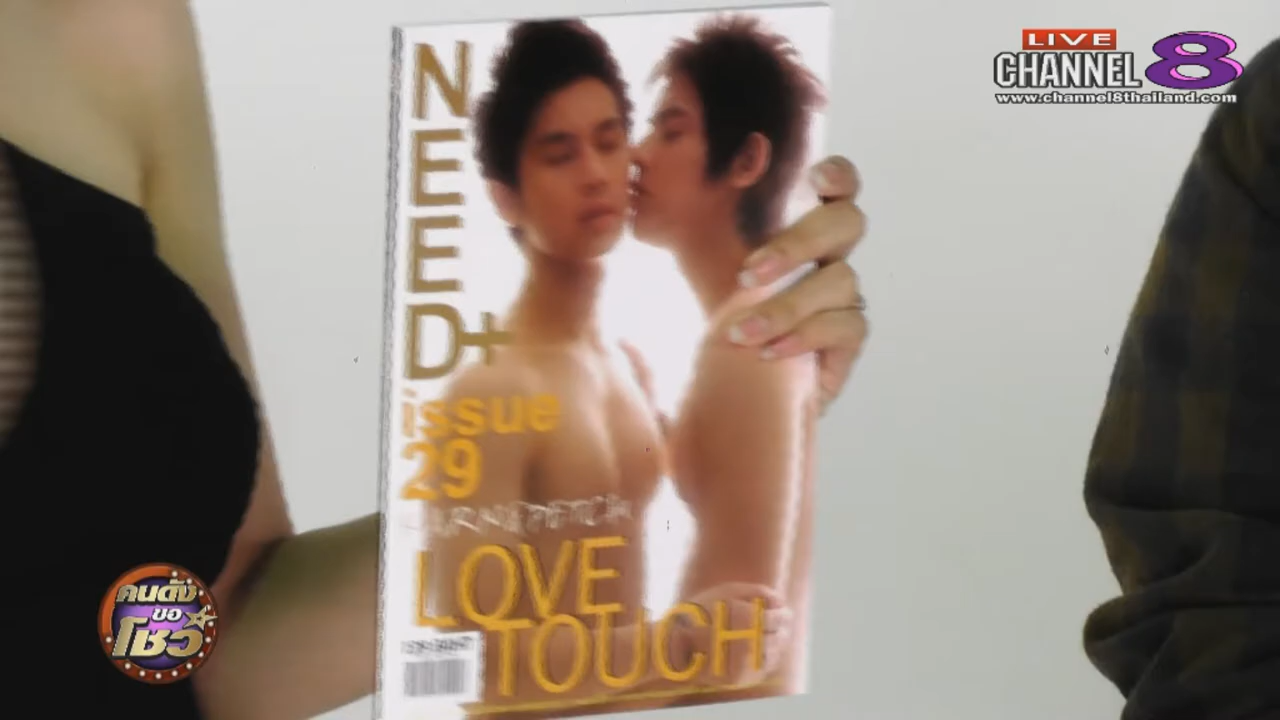 N
E
E
D+
issue
29
LOVE
TOUCH
LIVE
CHANNEL 8
www.channel8thailand.com
คนดัง
ขอ
โชว์